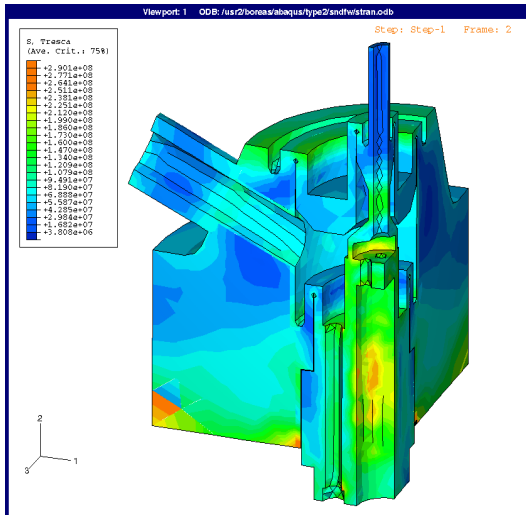 Viewport: 1    ODB: /usr2/boreas/abaqus/type2/sndfw/stran.odb
Step: Step-1    Frame: 2
S, Tresca
(Ave. Crit.: 75%)
+2.901e+08
+2.771e+08
+2.641e+08
+2.511e+08
+2.381e+08
+2.251e+08
+2.120e+08
+1.990e+08
+1.860e+08
+1.730e+08
+1.600e+08
+1.470e+08
+1.340e+08
+1.209e+08
+1.079e+08
+9.491e+07
+8.190e+07
+6.888e+07
+5.587e+07
+4.285e+07
+2.984e+07
+1.682e+07
+3.808e+06
2
3
1